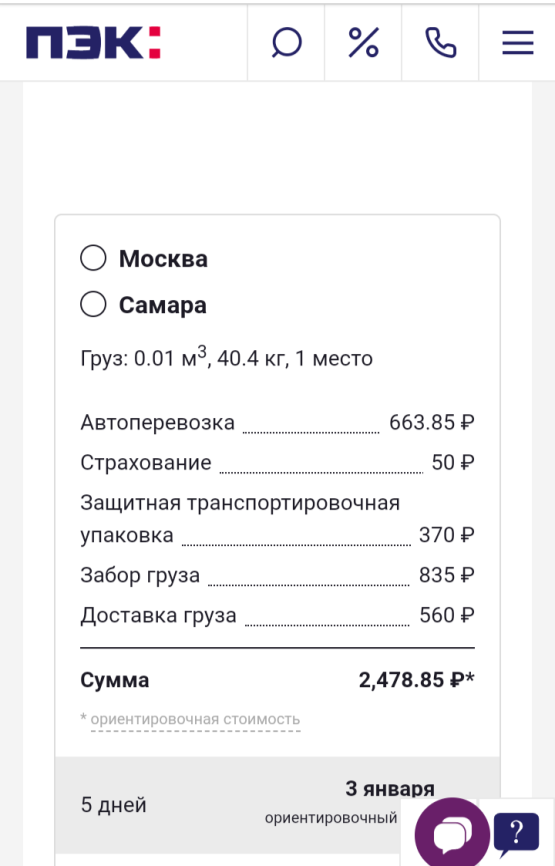 ПЭК:
Москва
Самара
Груз: 0.01 м³, 40.4 кг, 1 место
Автоперевозка 663.85 ₽
Страхование 50 ₽
Защитная транспортировочная
упаковка 370 ₽
Забор груза 835 ₽
Доставка груза 560 ₽
Сумма 2,478.85 ₽*
* ориентировочная стоимость
3 января
5 дней
ориентировочный
?